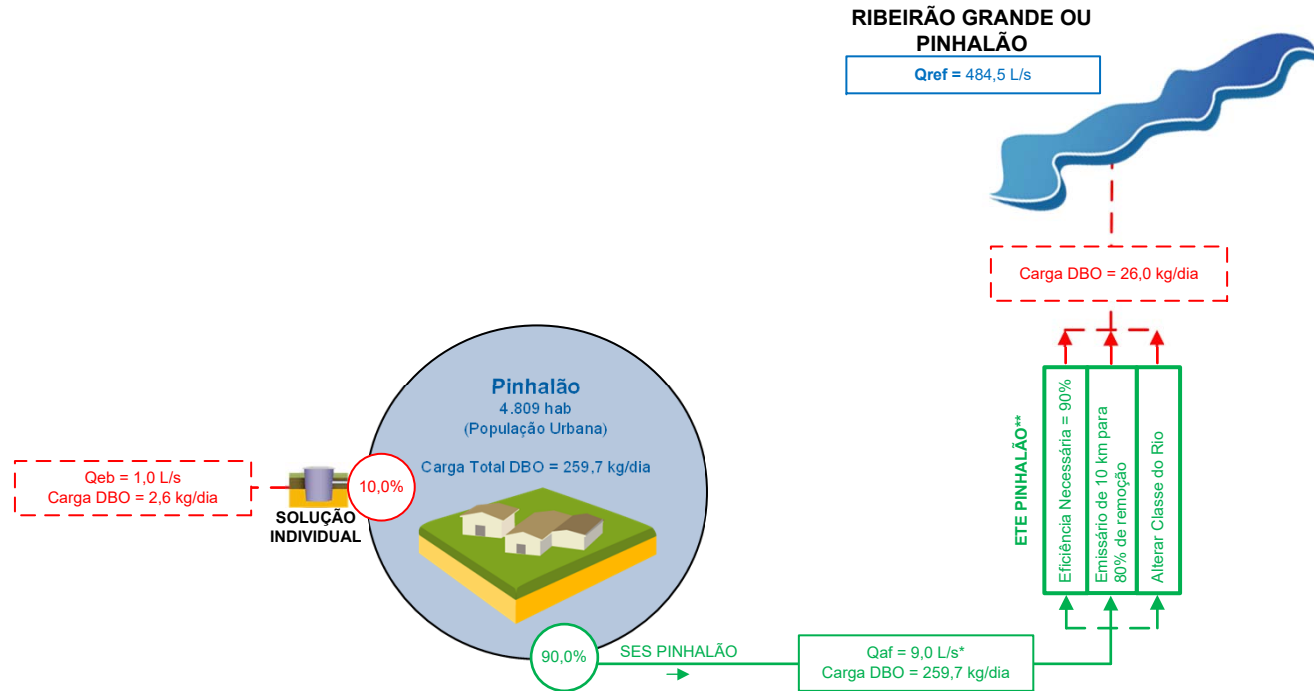 RIBEIRÃO GRANDE OU
PINHALÃO
Qref = 484,5 L/s
Carga DBO = 26,0 kg/dia
ETE PINHALÃO**
Eficiência Necessária = 90%
Emissário de 10 km para
80% de remoção
Alterar Classe do Rio
Pinhalão
4.809 hab
(População Urbana)
Carga Total DBO = 259,7 kg/dia
10,0%
SOLUÇÃO
INDIVIDUAL
Qeb = 1,0 L/s
Carga DBO = 2,6 kg/dia
90,0%
SES PINHALÃO
Qaf = 9,0 L/s*
Carga DBO = 259,7 kg/dia